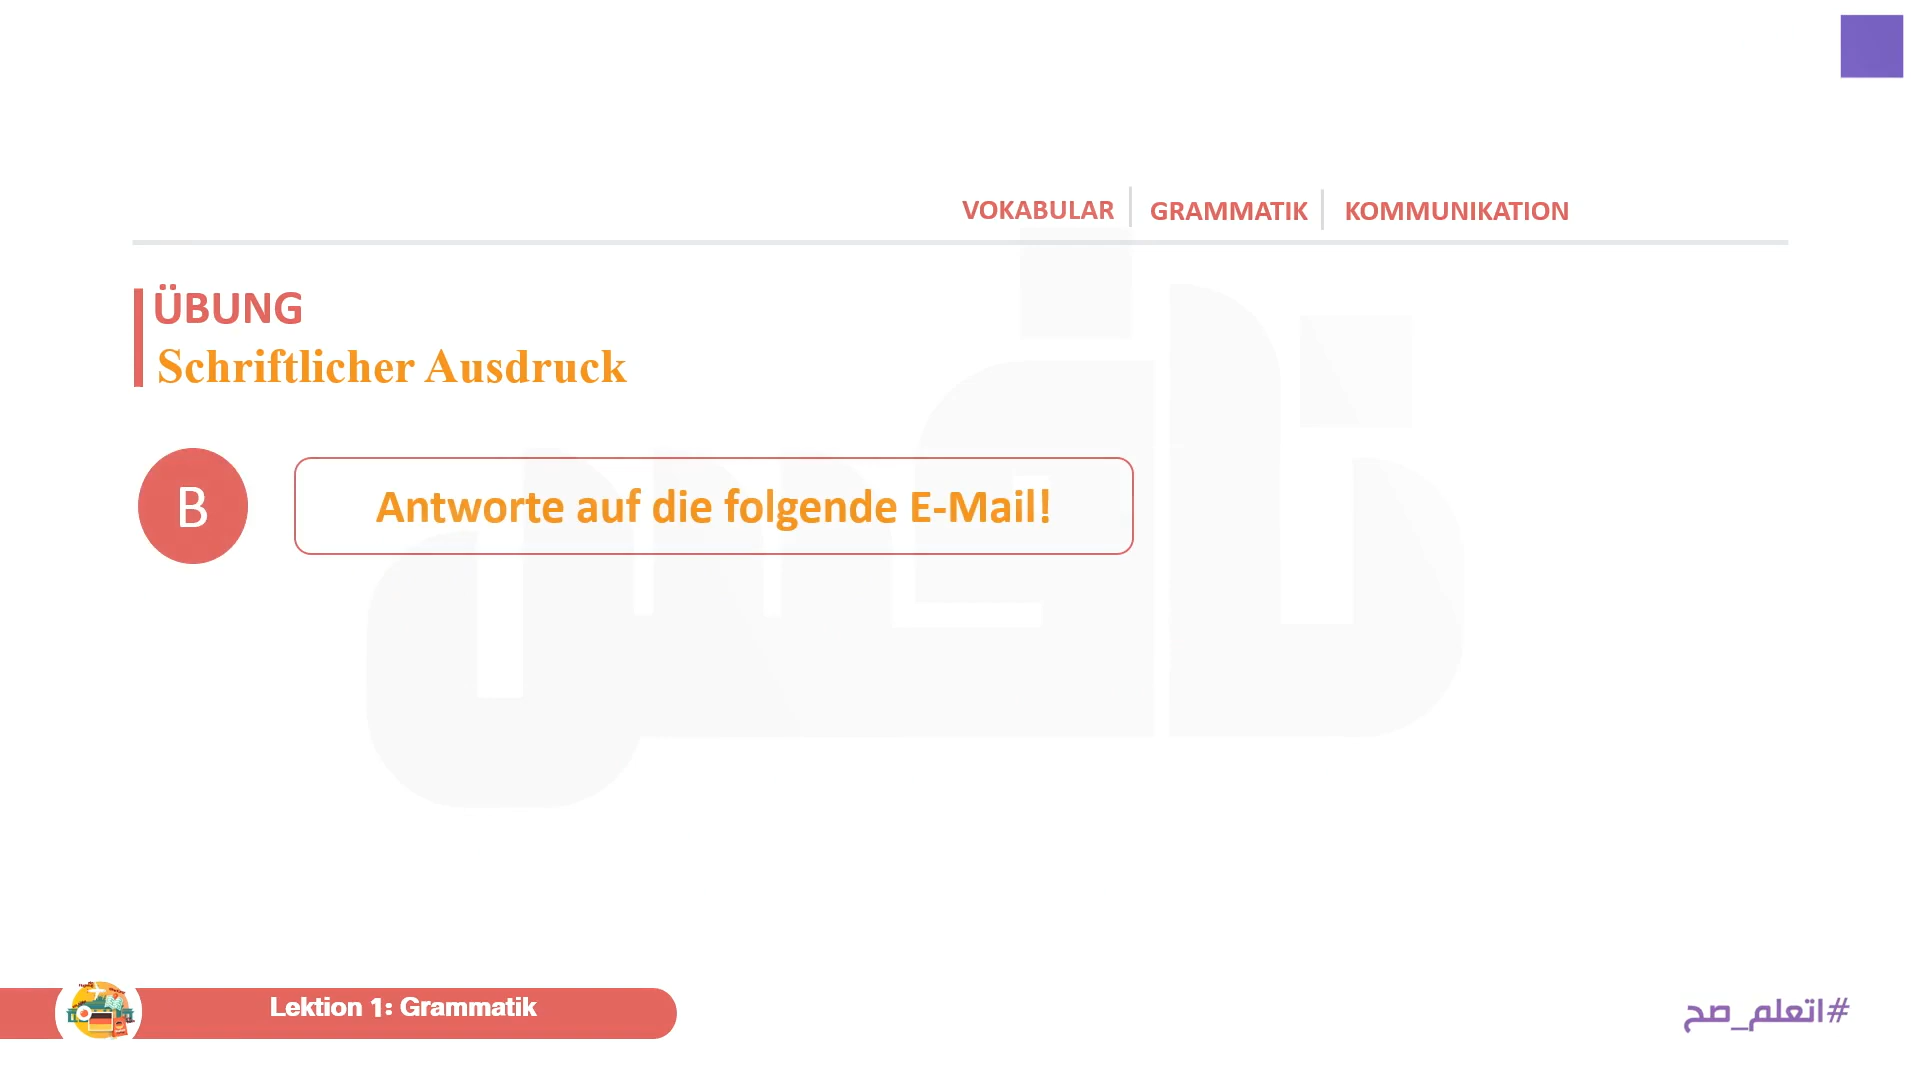 VOKABULAR
GRAMMATIK
KOMMUNIKATION
ÜBUNG
Schriftlicher Ausdruck
B
Antworte auf die folgende E-Mail!
Lektion 1: Grammatik
#اتعلم_صح